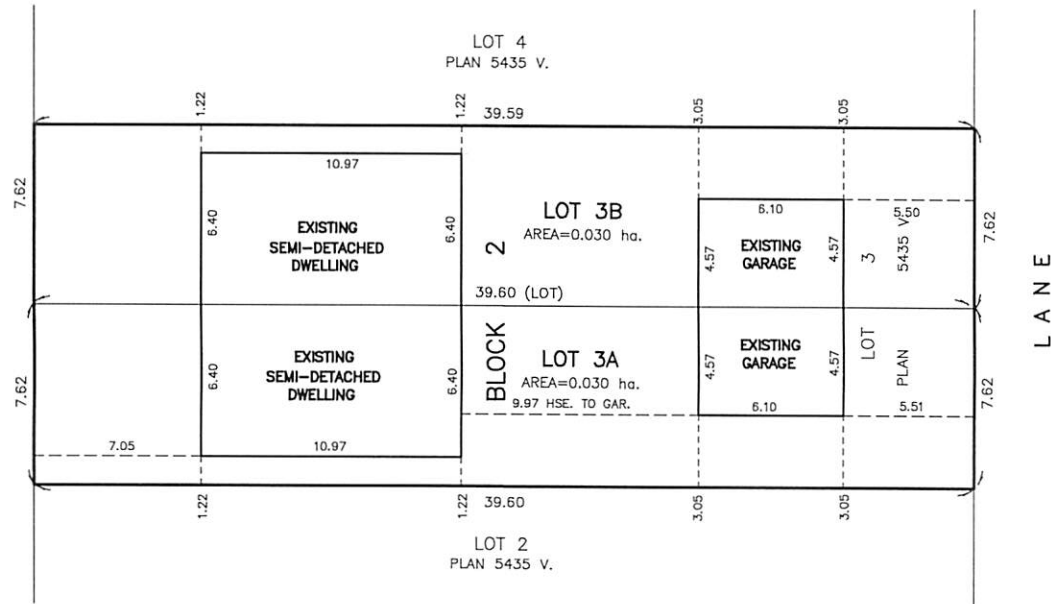 LOT 4
PLAN 5435 V.
1.22
1.22
39.59
3.05
3.05
7.62
10.97
6.40
EXISTING
SEMI-DETACHED
DWELLING
6.40
2
LOT 3B
AREA=0.030 ha.
6.10
4.57
EXISTING
GARAGE
4.57
5.50
3
5435 V.
7.62
39.60 (LOT)
LANE
7.62
6.40
EXISTING
SEMI-DETACHED
DWELLING
6.40
BLOCK
LOT 3A
AREA=0.030 ha.
9.97 HSE. TO GAR.
4.57
EXISTING
GARAGE
4.57
LOT
PLAN
7.62
7.05
10.97
6.10
5.51
1.22
1.22
39.60
3.05
3.05
LOT 2
PLAN 5435 V.